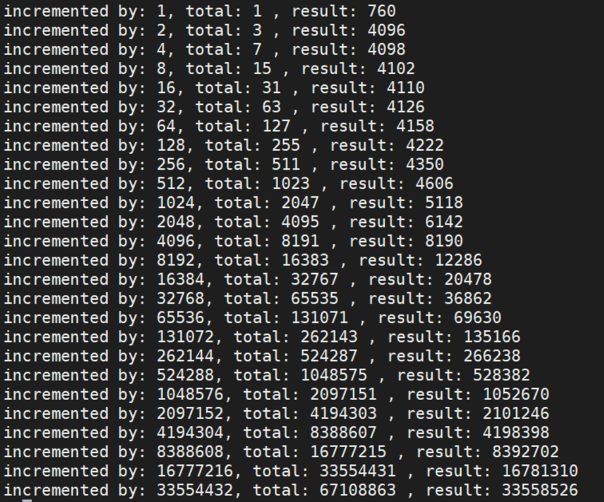 incremented by: 1, total: 1 , result: 760
incremented by: 2, total: 3 , result: 4096
incremented by: 4, total: 7 , result: 4098
incremented by: 8, total: 15 , result: 4102
incremented by: 16, total: 31 , result: 4110
incremented by: 32, total: 63 , result: 4126
incremented by: 64, total: 127 , result: 4158
incremented by: 128, total: 255 , result: 4222
incremented by: 256, total: 511 , result: 4350
incremented by: 512, total: 1023 , result: 4606
incremented by: 1024, total: 2047 , result: 5118
incremented by: 2048, total: 4095 , result: 6142
incremented by: 4096, total: 8191 , result: 8190
incremented by: 8192, total: 16383 , result: 12286
incremented by: 16384, total: 32767 , result: 20478
incremented by: 32768, total: 65535 , result: 36862
incremented by: 65536, total: 131071 , result: 69630
incremented by: 131072, total: 262143 , result: 135166
incremented by: 262144, total: 524287 , result: 266238
incremented by: 524288, total: 1048575 , result: 528382
incremented by: 1048576, total: 2097151 , result: 1052670
incremented by: 2097152, total: 4194303 , result: 2101246
incremented by: 4194304, total: 8388607 , result: 4198398
incremented by: 8388608, total: 16777215 , result: 8392702
incremented by: 16777216, total: 33554431 , result: 16781310
incremented by: 33554432, total: 67108863 , result: 33558526